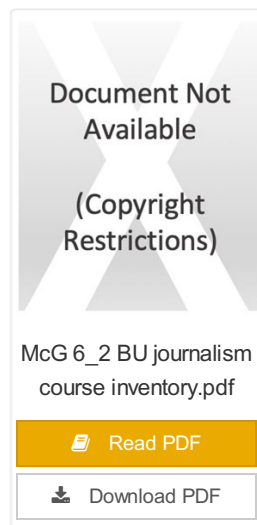 Document Not
Available
(Copyright
Restrictions)
McG 6_2 BU journalism
course inventory.pdf
Read PDF
Download PDF